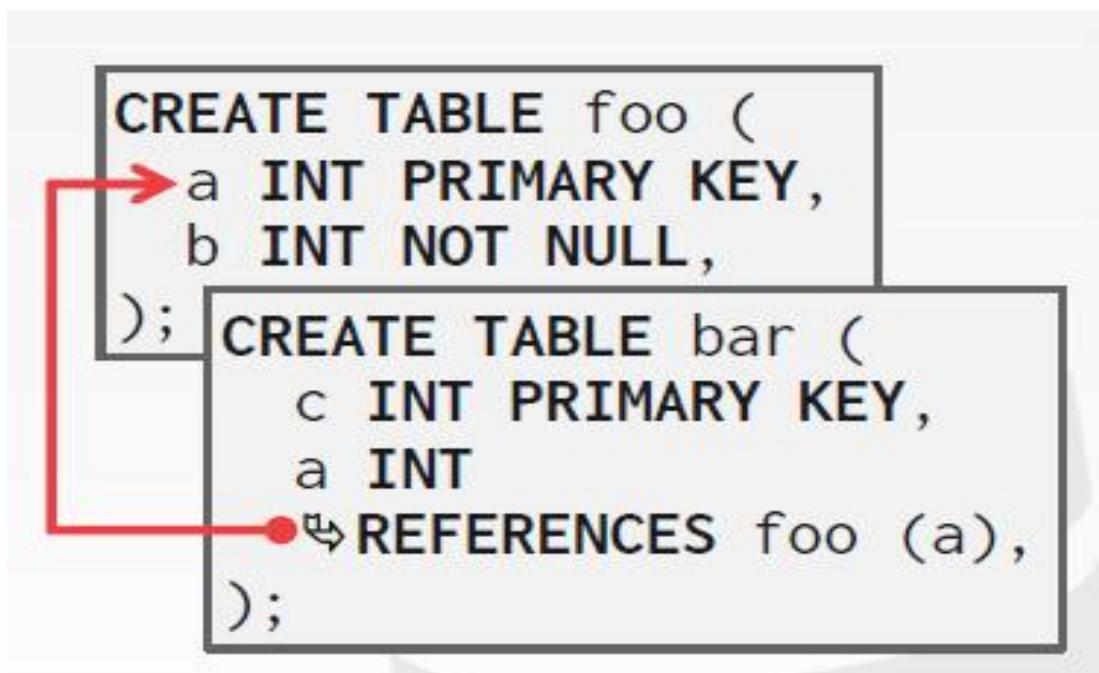 CREATE TABLE foo (
a INT PRIMARY KEY,
b INT NOT NULL,
);
CREATE TABLE bar (
c INT PRIMARY KEY,
a INT
↳REFERENCES foo (a),
);